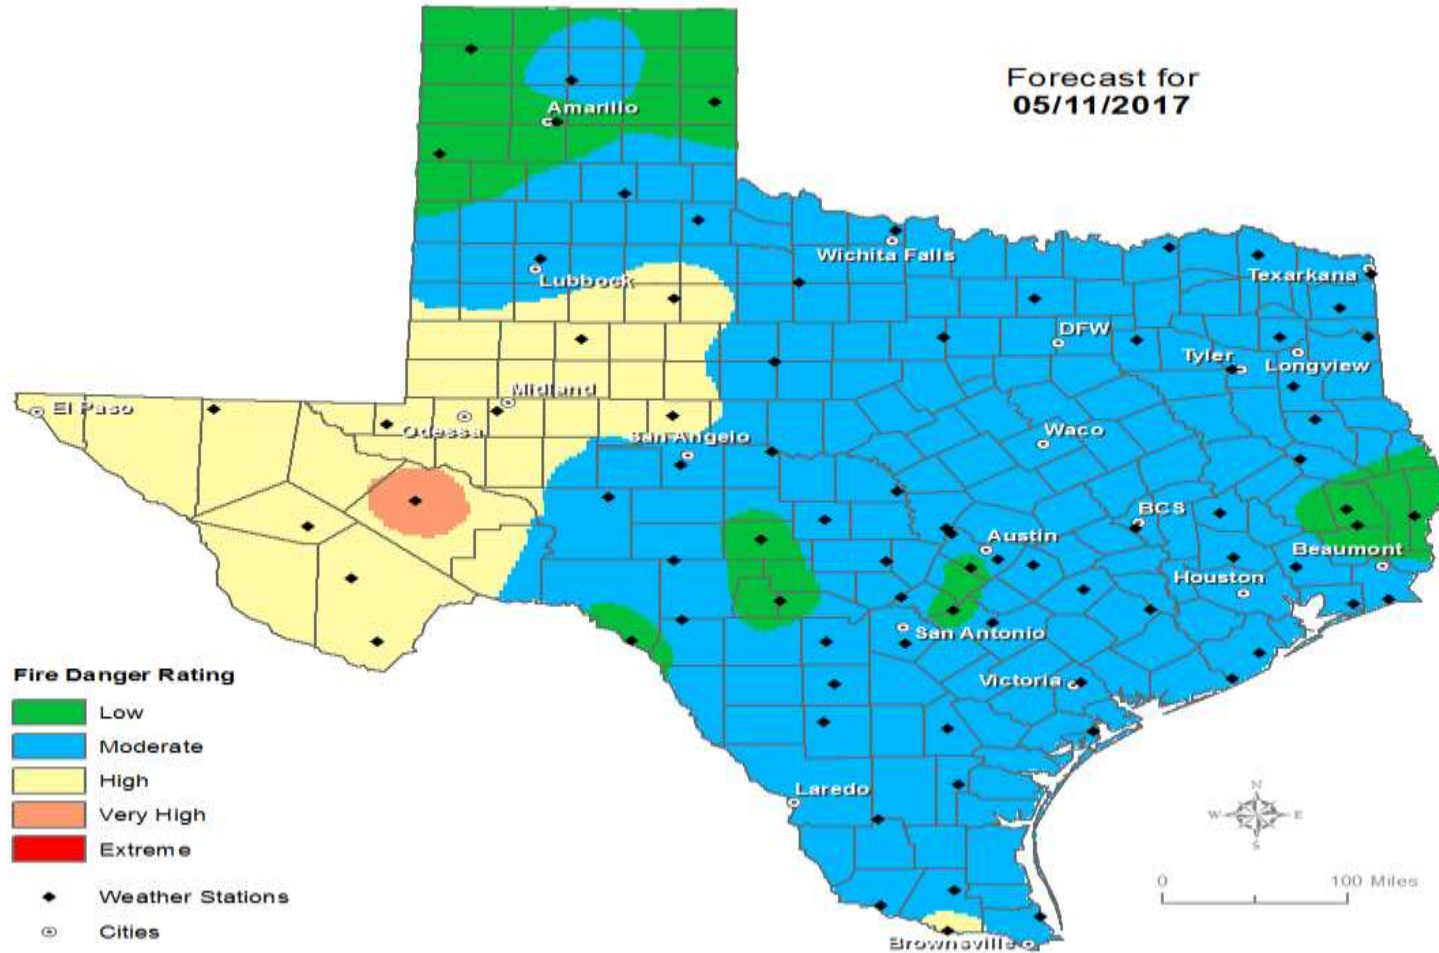 Forecast for
05/11/2017
Amarillo
Wichita Falls
Texarkana
Lubbock
DFW
Tyler
Longview
Midland
El Paso
Odessa
San Angelo
Waco
BCS
Austin
Beaumont
Houston
San Antonio
Victoria
Laredo
Brownsville
Fire Danger Rating
Low
Moderate
High
Very High
Extreme
Weather Stations
Cities
N
W
E
S
0
100 Miles